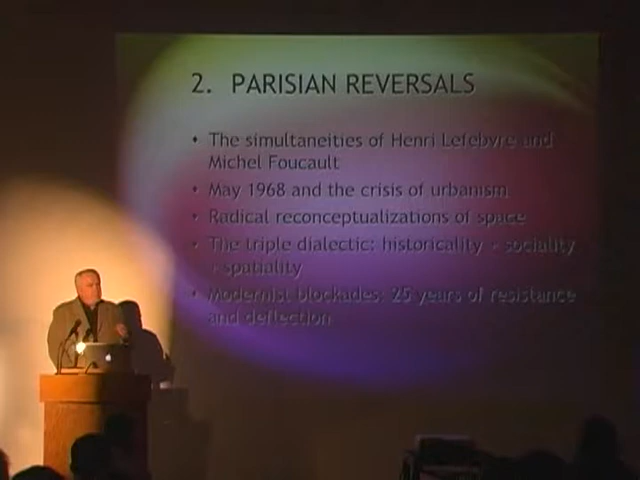 2. PARISIAN REVERSALS
• The simultaneities of Henri Lefebvre and
Michel Foucault
• May 1968 and the crisis of urbanism
• Radical reconceptualizations of space
• The triple dialectic: historicality - sociality
- spatiality
• Modernist blockades: 25 years of resistance
and deflection